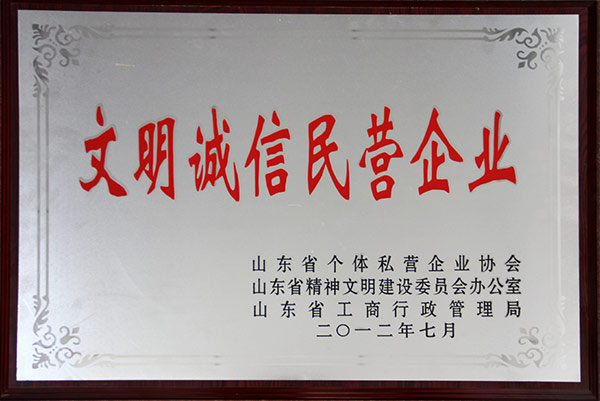 文明诚信民营企业
山东省个体私营企业协会
山东省精神文明建设委员会办公室
山东省工商行政管理局
二〇一二年七月